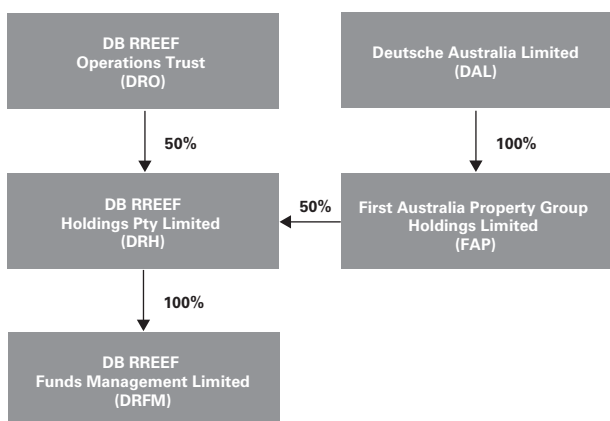 DB RREEF
Operations Trust
(DRO)
Deutsche Australia Limited
(DAL)
50%
100%
DB RREEF
Holdings Pty Limited
(DRH)
50%
First Australia Property Group
Holdings Limited
(FAP)
100%
DB RREEF
Funds Management Limited
(DRFM)